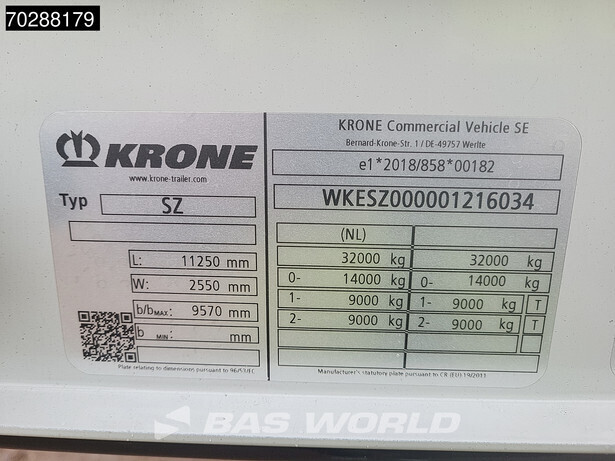 70288179
KRONE
www.krone-trailer.com
Typ SZ
L: 11250 mm
W: 2550 mm
b/bMAX: 9570 mm
b MIN: mm
Plate relating to dimensions pursuant to 96/53/EC
KRONE Commercial Vehicle SE
Bernard-Krone-Str. 1 / DE-49757 Werlte
e1*2018/858*00182
WKESZ000001216034
(NL)
32000 kg 32000 kg
0- 14000 kg 0- 14000 kg
1- 9000 kg 1- 9000 kg T
2- 9000 kg 2- 9000 kg T
Manufacturer's statutory plate pursuant to CR (EU) 19/2011
BAS WORLD